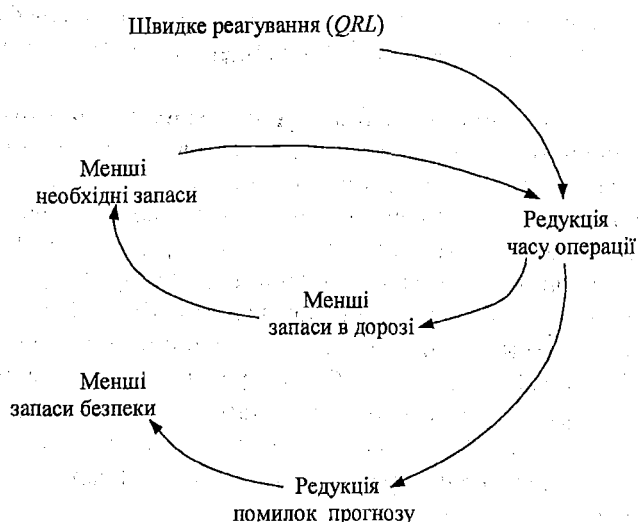 Швидке реагування (QRL)
Менші
необхідні запаси
Редукція
часу операції
Менші
запаси в дорозі
Менші
запаси безпеки
Редукція
помилок прогнозу